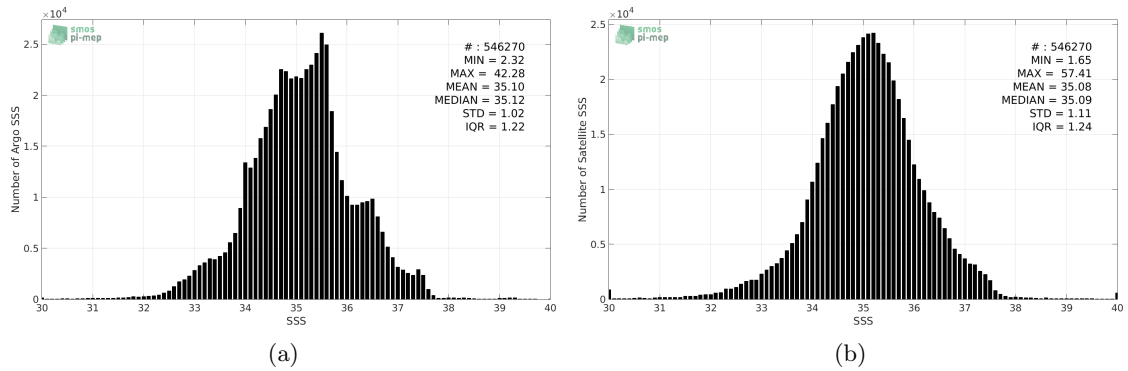 ×10⁴
smos
pi-mep
# : 546270
MIN = 2.32
MAX = 42.28
MEAN = 35.10
MEDIAN = 35.12
STD = 1.02
IQR = 1.22
Number of Argo SSS
2.5
2
1.5
1
0.5
0
30 31 32 33 34 35 36 37 38 39 40
SSS
(a)
×10⁴
smos
pi-mep
# : 546270
MIN = 1.65
MAX = 57.41
MEAN = 35.08
MEDIAN = 35.09
STD = 1.11
IQR = 1.24
Number of Satellite SSS
2.5
2
1.5
1
0.5
0
30 31 32 33 34 35 36 37 38 39 40
SSS
(b)